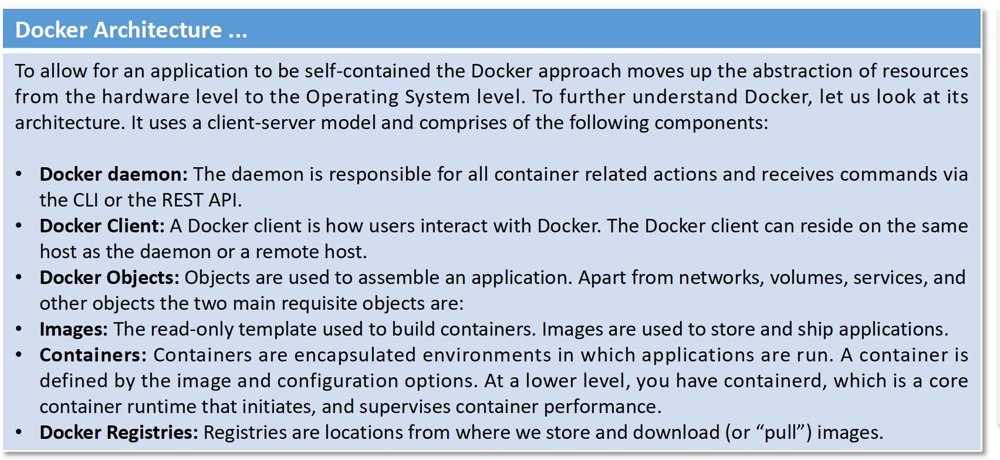 Docker Architecture ...
To allow for an application to be self-contained the Docker approach moves up the abstraction of resources
from the hardware level to the Operating System level. To further understand Docker, let us look at its
architecture. It uses a client-server model and comprises of the following components:
• Docker daemon: The daemon is responsible for all container related actions and receives commands via
the CLI or the REST API.
• Docker Client: A Docker client is how users interact with Docker. The Docker client can reside on the same
host as the daemon or a remote host.
• Docker Objects: Objects are used to assemble an application. Apart from networks, volumes, services, and
other objects the two main requisite objects are:
• Images: The read-only template used to build containers. Images are used to store and ship applications.
• Containers: Containers are encapsulated environments in which applications are run. A container is
defined by the image and configuration options. At a lower level, you have containerd, which is a core
container runtime that initiates, and supervises container performance.
• Docker Registries: Registries are locations from where we store and download (or “pull”) images.